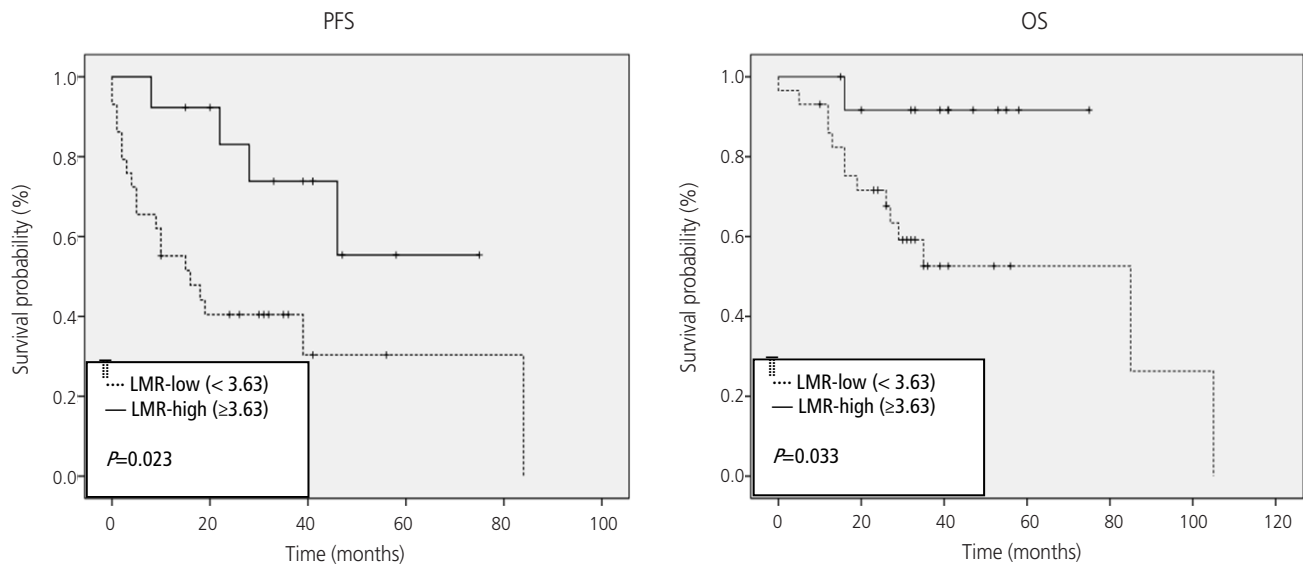 PFS
Survival probability (%)
1.0
0.8
0.6
0.4
0.2
0.0
LMR-low (< 3.63)
LMR-high (≥3.63)
P=0.023
0 20 40 60 80 100
Time (months)
OS
Survival probability (%)
1.0
0.8
0.6
0.4
0.2
0.0
LMR-low (< 3.63)
LMR-high (≥3.63)
P=0.033
0 20 40 60 80 100 120
Time (months)